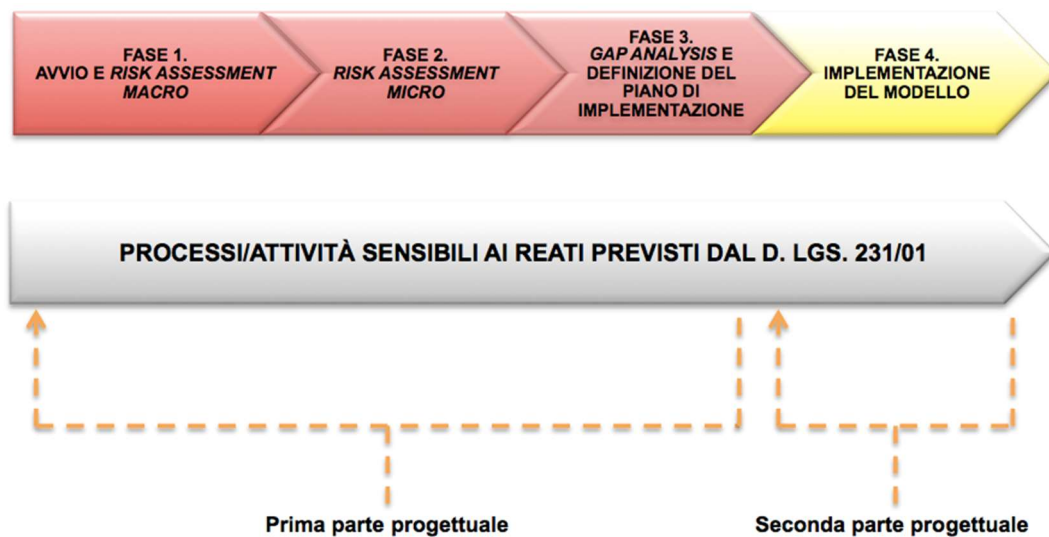 FASE 1.
AVVIO E RISK ASSESSMENT
MACRO
FASE 2.
RISK ASSESSMENT
MICRO
FASE 3.
GAP ANALYSIS E
DEFINIZIONE DEL
PIANO DI
IMPLEMENTAZIONE
FASE 4.
IMPLEMENTAZIONE
DEL MODELLO
PROCESSI/ATTIVITÀ SENSIBILI AI REATI PREVISTI DAL D. LGS. 231/01
Prima parte progettuale
Seconda parte progettuale